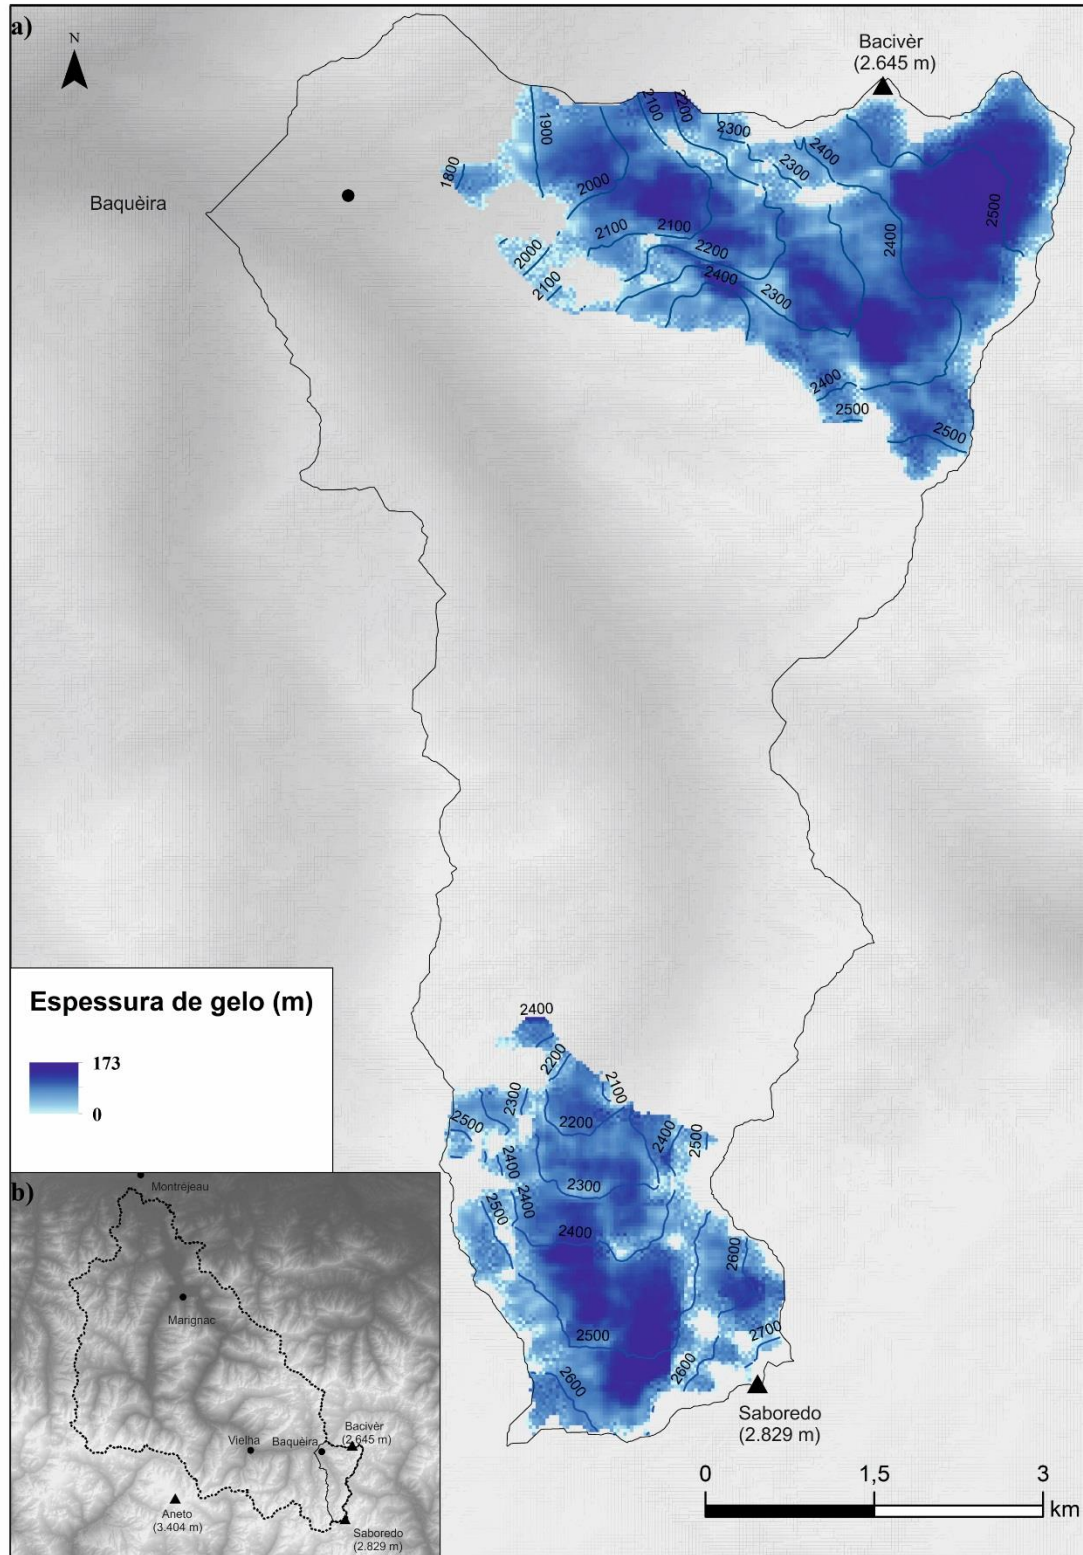 a)
N
Bacivèr
(2.645 m)
2100
2200
2300
1900
2400
2300
1800
2000
2500
2400
2100
2100
2200
2000
2400
2100
2300
2400
2500
2500
Baquèira
2400
2200
2100
2300
2500
2200
2400
2500
2400
2300
2500
2400
2400
2600
2500
2700
2600
2600
Saboredo
(2.829 m)
Espessura de gelo (m)
173
0
b)
Montréjeau
Marignac
Vielha
Baquèira
Bacivèr
(2.645 m)
Aneto
(3.404 m)
Saboredo
(2.829 m)
0
1,5
3
km